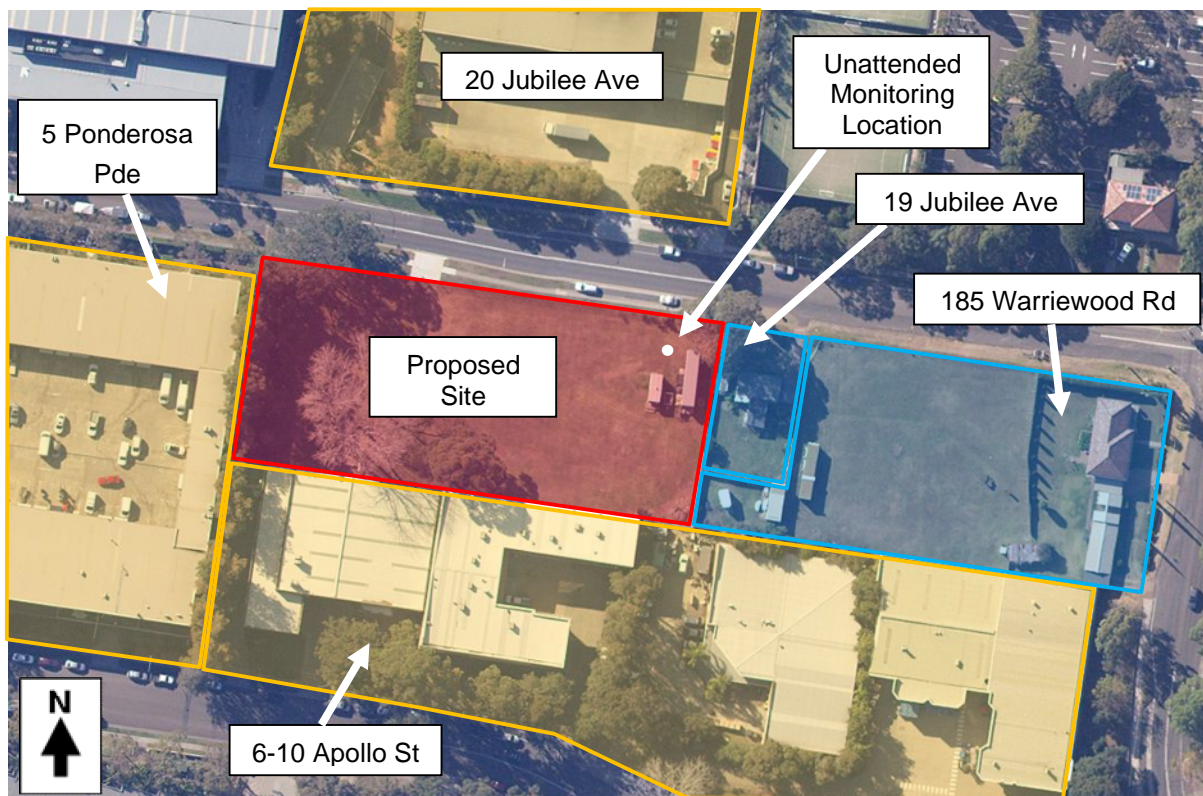 20 Jubilee Ave
Unattended
Monitoring
Location
5 Ponderosa
Pde
19 Jubilee Ave
185 Warriewood Rd
Proposed
Site
N
6-10 Apollo St